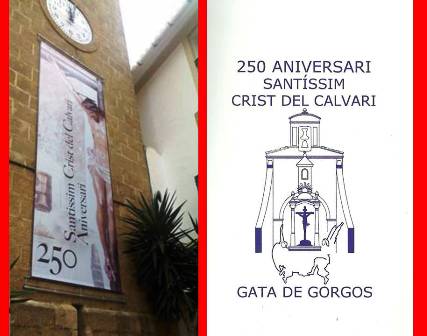 250
Santíssim Crist del Calvari
Aniversari
250 ANIVERSARI
SANTÍSSIM
CRIST DEL CALVARI
GATA DE GORGOS